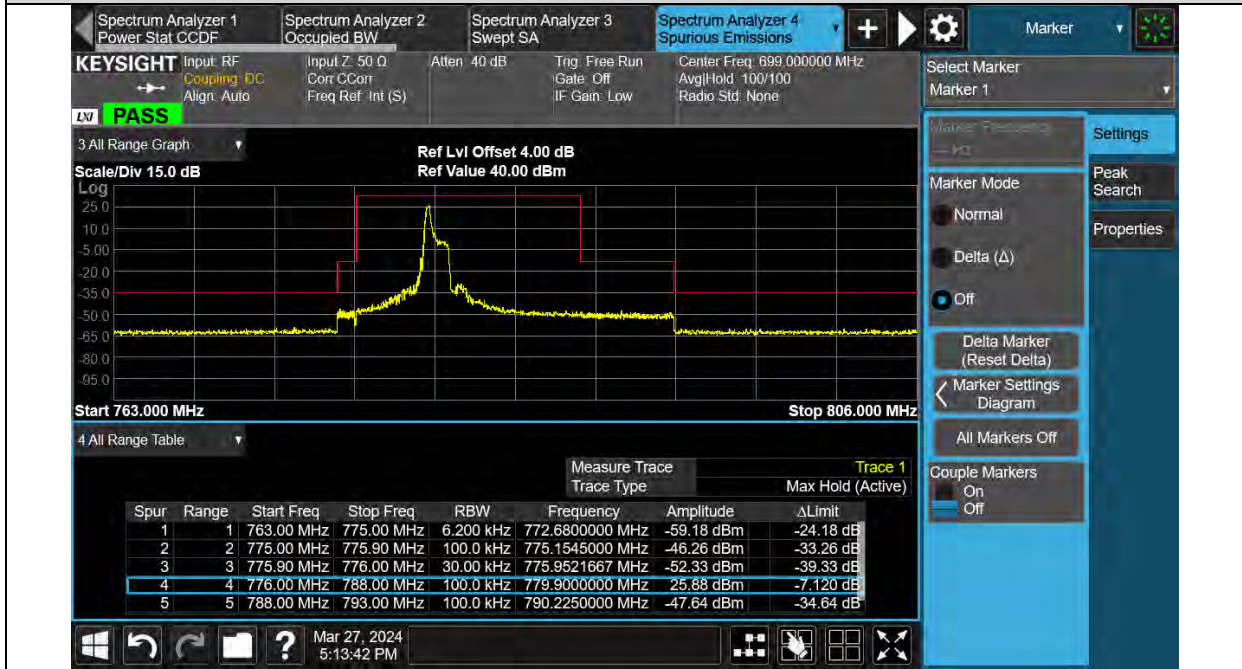 Spectrum Analyzer 1
Power Stat CCDF
Spectrum Analyzer 2
Occupied BW
Spectrum Analyzer 3
Swept SA
Spectrum Analyzer 4
Spurious Emissions
Marker
KEYSIGHT
Input: RF
Coupling: DC
Align: Auto
Input Z: 50 Ω
Corr CCorr
Freq Ref: Int (S)
Atten: 40 dB
Trig: Free Run
Gate: Off
IF Gain: Low
Center Freq: 699.000000 MHz
Avg|Hold: 100/100
Radio Std: None
LXI PASS
3 All Range Graph
Scale/Div 15.0 dB
Ref Lvl Offset 4.00 dB
Ref Value 40.00 dBm
Log
25.0
10.0
-5.00
-20.0
-35.0
-50.0
-65.0
-80.0
-95.0
Start 763.000 MHz Stop 806.000 MHz
4 All Range Table
Measure Trace Trace 1
Trace Type Max Hold (Active)
Spur Range Start Freq Stop Freq RBW Frequency Amplitude ΔLimit
1 1 763.00 MHz 775.00 MHz 6.200 kHz 772.6800000 MHz -59.18 dBm -24.18 dB
2 2 775.00 MHz 775.90 MHz 100.0 kHz 775.1545000 MHz -46.26 dBm -33.26 dB
3 3 775.90 MHz 776.00 MHz 30.00 kHz 775.9521667 MHz -52.33 dBm -39.33 dB
4 4 776.00 MHz 788.00 MHz 100.0 kHz 779.9000000 MHz 25.88 dBm -7.120 dB
5 5 788.00 MHz 793.00 MHz 100.0 kHz 790.2250000 MHz -47.64 dBm -34.64 dB
Select Marker
Marker 1
Marker Frequency
--- Hz
Marker Mode
Normal
Delta (Δ)
Off
Delta Marker
(Reset Delta)
Marker Settings
Diagram
All Markers Off
Couple Markers
On
Off
Settings
Peak
Search
Properties
?
Mar 27, 2024
5:13:42 PM